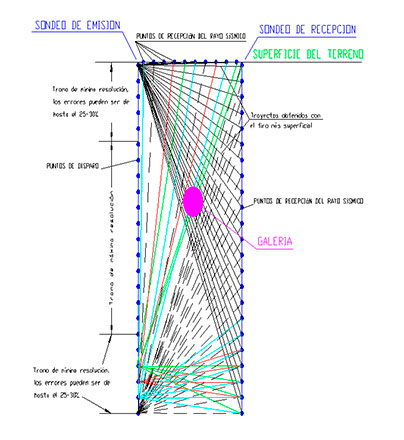 SONDEO DE EMISION
SONDEO DE RECEPCION
PUNTOS DE RECEPCION DEL RAYO SISMICO
SUPERFICIE DEL TERRENO
Tramo de mínima resolución,
los errores pueden ser de
hasta el 25-30%
Trayectos obtenidos con
el tiro más superficial
PUNTOS DE DISPARO
PUNTOS DE RECEPCION DEL RAYO SISMICO
GALERIA
Tramo de mínima resolución
Tramo de mínima resolución,
los errores pueden ser de
hasta el 25-30%